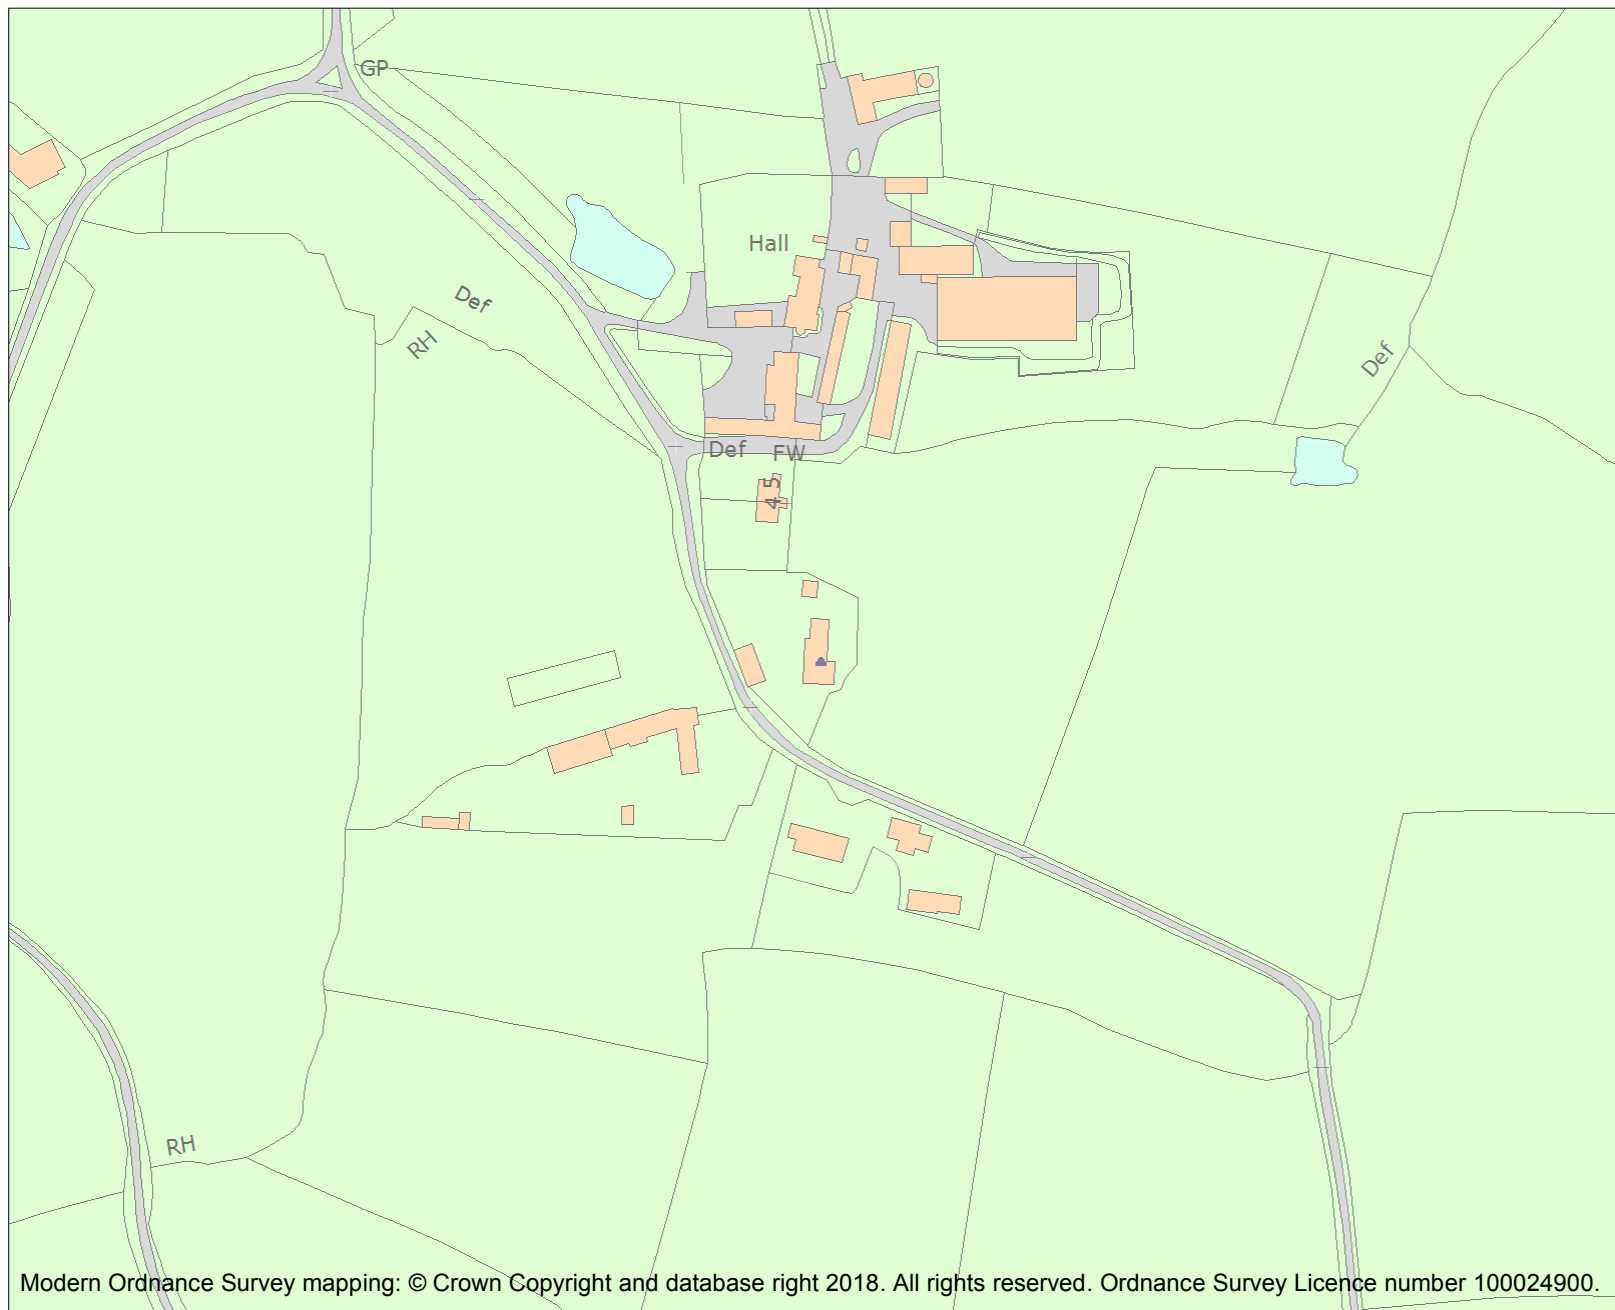 GP
Hall
Def
RH
Def
Def
FW
4 5
RH
Modern Ordnance Survey mapping: © Crown Copyright and database right 2018. All rights reserved. Ordnance Survey Licence number 100024900.